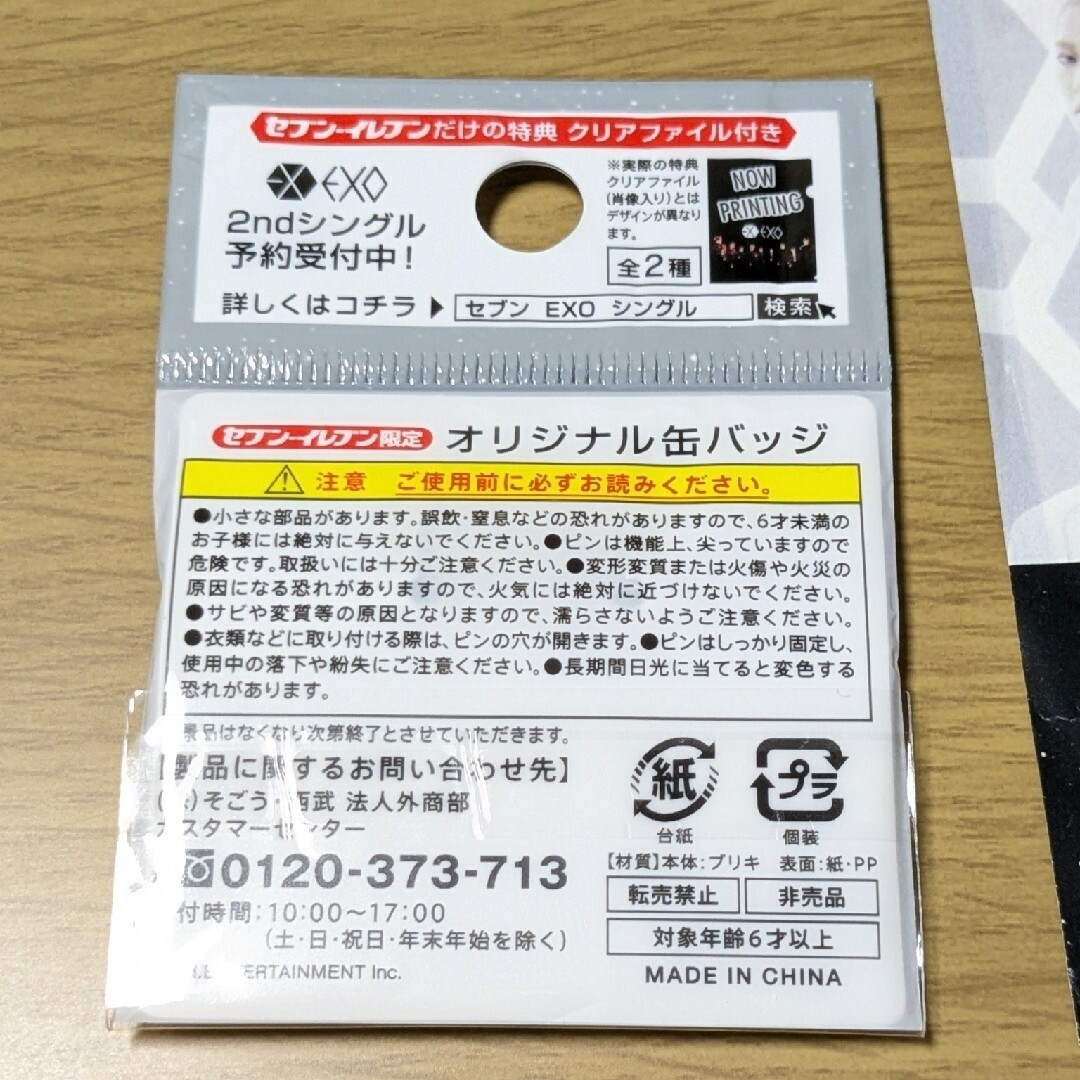 セブン-イレブンだけの特典 クリアファイル付き
EXO
2ndシングル
予約受付中!
※実際の特典
クリアファイル
(肖像入り)とは
デザインが異なり
ます。
全2種
NOW
PRINTING
EXO
詳しくはコチラ▶ セブン EXO シングル 検索
セブン-イレブン限定 オリジナル缶バッジ
注意 ご使用前に必ずお読みください。
●小さな部品があります。誤飲・窒息などの恐れがありますので、6才未満の
お子様には絶対に与えないでください。●ピンは機能上、尖っていますので
危険です。取扱いには十分ご注意ください。●変形変質または火傷や火災の
原因になる恐れがありますので、火気には絶対に近づけないでください。
●サビや変質等の原因となりますので、濡らさないようご注意ください。
●衣類などに取り付ける際は、ピンの穴が開きます。●ピンはしっかり固定し、
使用中の落下や紛失にご注意ください。●長期間日光に当てると変色する
恐れがあります。
景品はなくなり次第終了とさせていただきます。
【製品に関するお問い合わせ先】
(株)そごう・西武 法人外商部
カスタマーセンター
0120-373-713
付時間:10:00〜17:00
(土・日・祝日・年末年始を除く)
ERTAINMENT Inc.
紙
台紙
プラ
個装
【材質】本体:ブリキ 表面:紙・PP
転売禁止
非売品
対象年齢6才以上
MADE IN CHINA